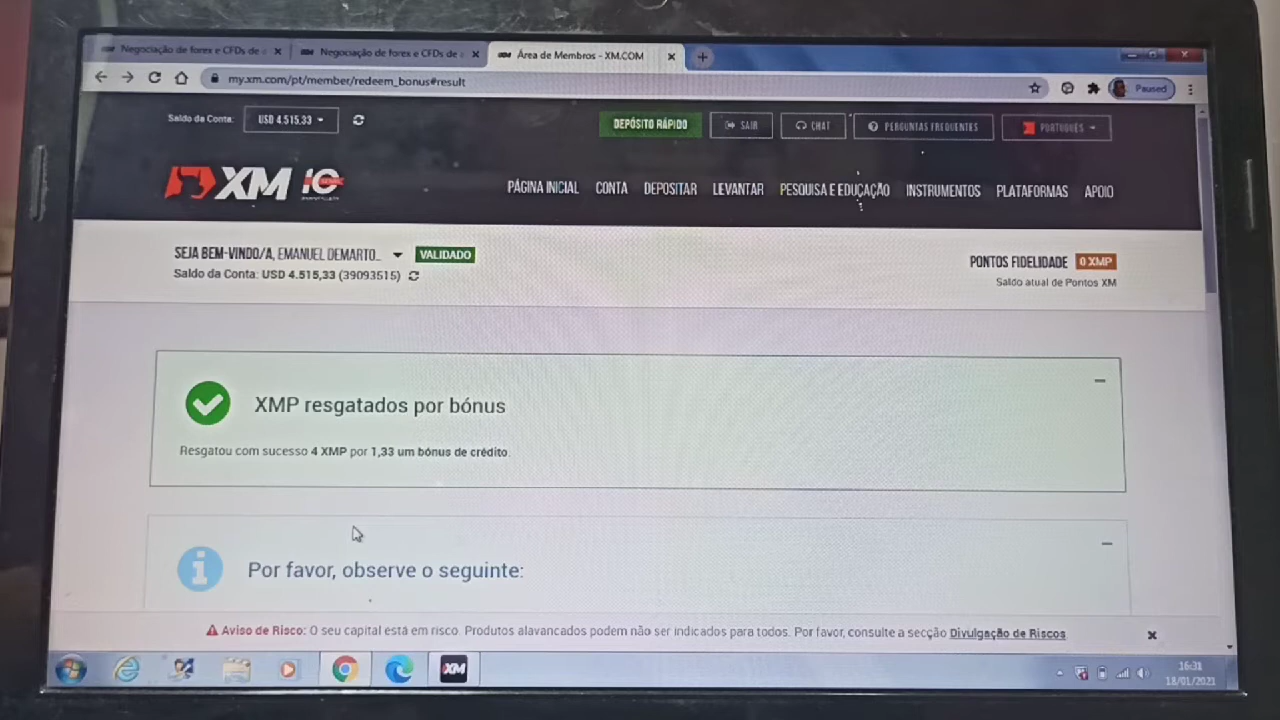 Negociação de forex e CFDs de
Negociação de forex e CFDs de
Área de Membros - XM.COM
my.xm.com/pt/member/redeem_bonus#result
Paused
Saldo da Conta: USD 4.515,33
DEPÓSITO RÁPIDO
SAIR
CHAT
PERGUNTAS FREQUENTES
PORTUGUÊS
XM 10
PÁGINA INICIAL CONTA DEPOSITAR LEVANTAR PESQUISA E EDUÇAÇÃO INSTRUMENTOS PLATAFORMAS APOIO
SEJA BEM-VINDO/A, EMANUEL DEMARTO... VALIDADO
Saldo da Conta: USD 4.515,33 (39093515)
PONTOS FIDELIDADE 0 XMP
Saldo atual de Pontos XM
XMP resgatados por bónus
Resgatou com sucesso 4 XMP por 1,33 um bónus de crédito.
Por favor, observe o seguinte:
Aviso de Risco: O seu capital está em risco. Produtos alavancados podem não ser indicados para todos. Por favor, consulte a secção Divulgação de Riscos
XM
16:31
18/01/2021